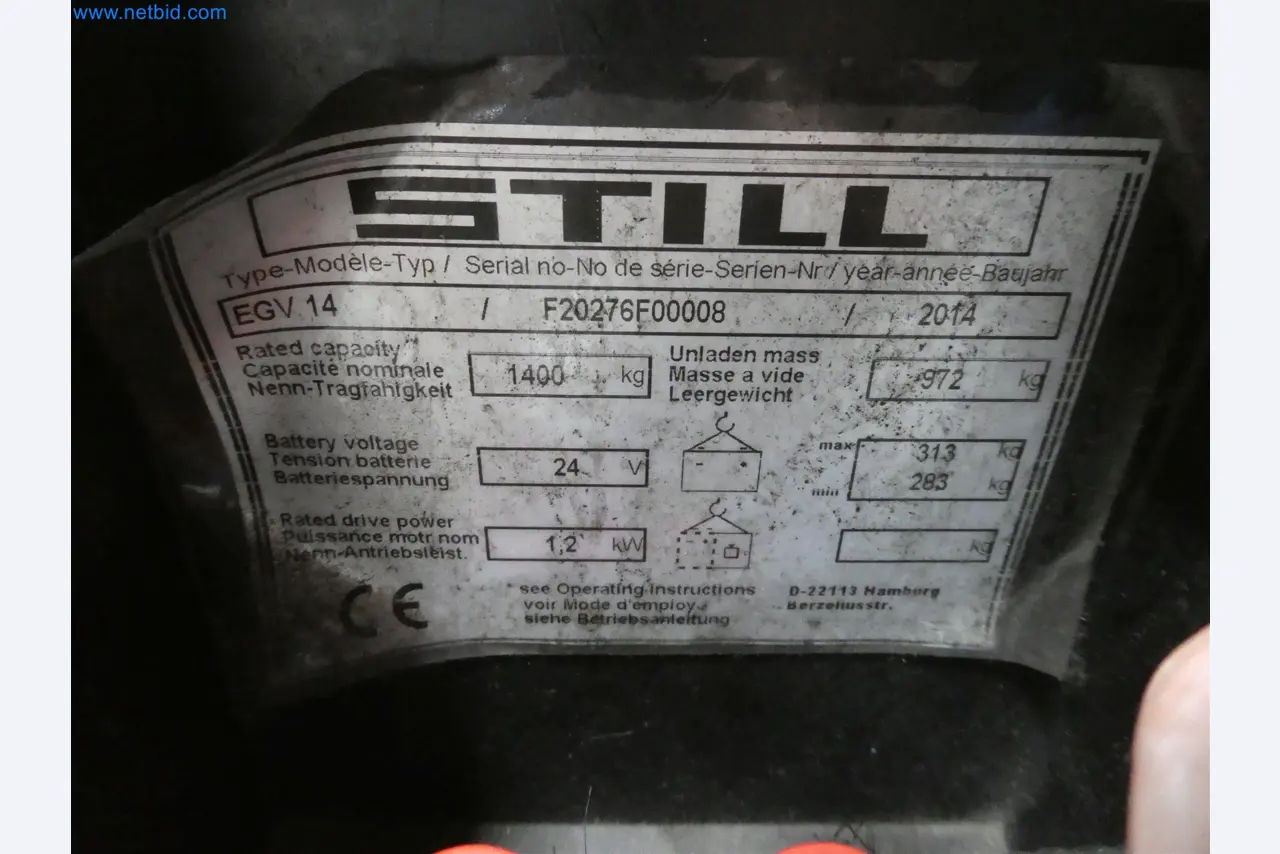 www.netbid.com
STILL
Type-Modèle-Typ / Serial no-No de série-Serien-Nr / year-année-Baujahr
EGV 14 / F20276F00008 / 2014
Rated capacity
Capacité nominale
Nenn-Tragfahigkeit
1400 kg
Unladen mass
Masse a vide
Leergewicht
972 kg
Battery voltage
Tension batterie
Batteriespannung
24 V
- +
max 313 kg
min 283 kg
Rated drive power
Puissance motr nom
Nenn-Antriebsleist.
1,2 kW
kg
CE
see Operating Instructions
voir Mode d'employ
siehe Betriebsanleitung
D-22113 Hamburg
Berzeliusstr.